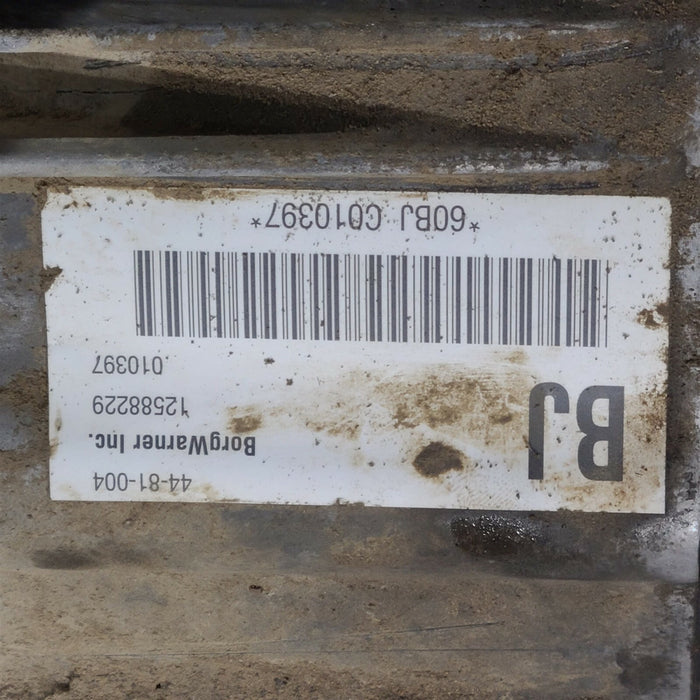 44-81-004
BorgWarner Inc.
BJ 12588229
010397
*60BJ C010397*